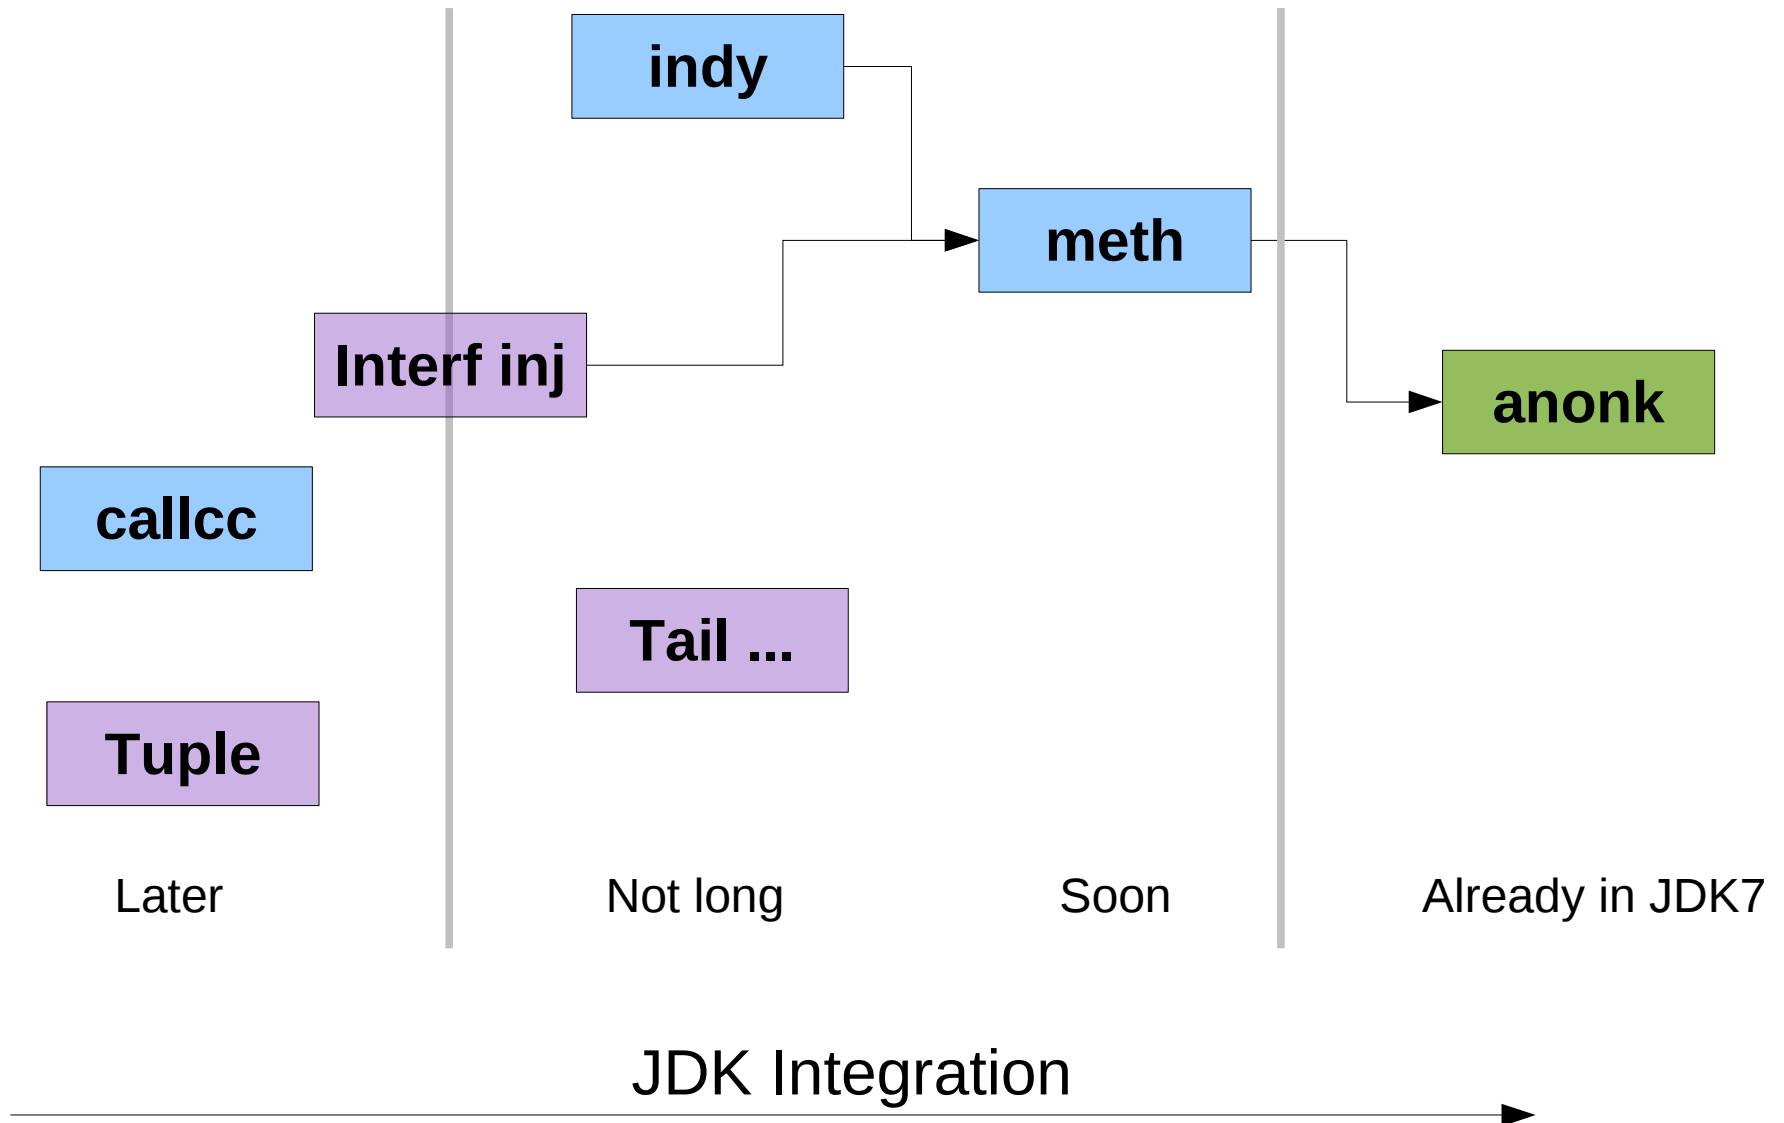 indy
meth
Interf inj
anonk
callcc
Tail ...
Tuple
Later
Not long
Soon
Already in JDK7
JDK Integration